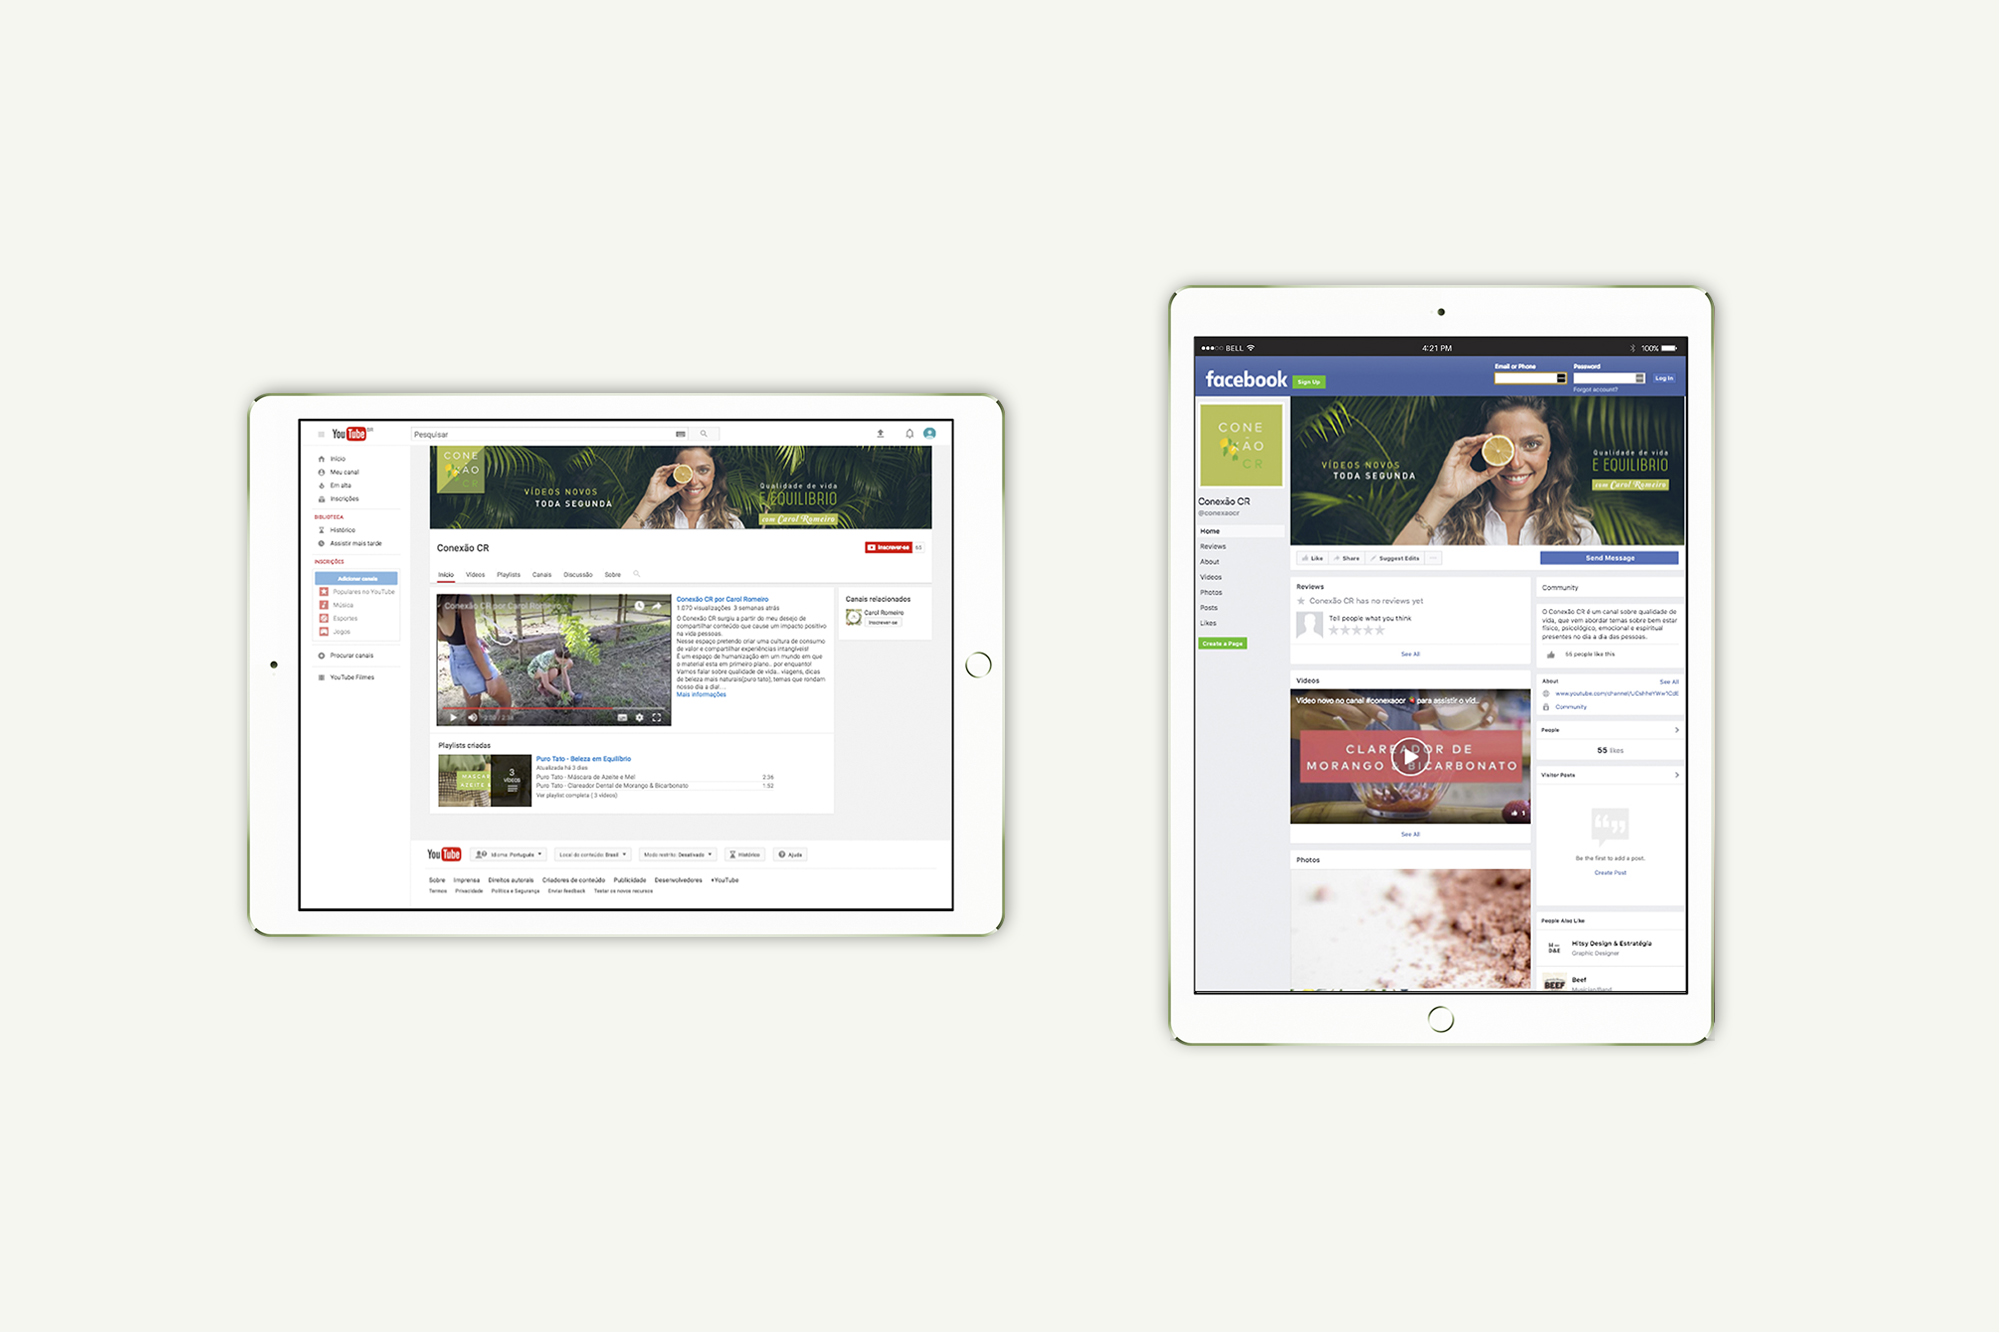 YouTube BR
Pesquisar
Início
Meu canal
Em alta
Inscrições
BIBLIOTECA
Histórico
Assistir mais tarde
INSCRIÇÕES
Adicionar canais
Populares no YouTube
Música
Esportes
Jogos
Procurar canais
YouTube Filmes
CONE
XÃO
CR
VÍDEOS NOVOS
TODA SEGUNDA
Qualidade de vida
E EQUILIBRIO
com Carol Romeiro
Conexão CR
Inscrever-se
Início Vídeos Playlists Canais Discussão Sobre
Conexão CR por Carol Romeiro
Conexão CR por Carol Romeiro
1.070 visualizações 3 semanas atrás
O Conexão CR surgiu a partir do meu desejo de
compartilhar conteúdo que cause um impacto positivo
na vida pessoas.
Nesse espaço pretendo criar uma cultura de consumo
de valor e compartilhar experiências intangíveis!
É um espaço de humanização em um mundo em que
o material esta em primeiro plano.. por enquanto!
Vamos falar sobre qualidade de vida.. viagens, dicas
de beleza mais naturais(puro tato), temas que rondam
nosso dia a dia!...
Mais informações
Canais relacionados
Carol Romeiro
Inscrever-se
Playlists criadas
3
VÍDEOS
Puro Tato - Beleza em Equilíbrio
Atualizada há 3 dias
Puro Tato - Máscara de Azeite e Mel 2:36
Puro Tato - Clareador Dental de Morango & Bicarbonato 1:52
Ver playlist completa (3 vídeos)
YouTube
Idioma: Português
Local do conteúdo: Brasil
Modo restrito: Desativado
Histórico
Ajuda
Sobre Imprensa Direitos autorais Criadores de conteúdo Publicidade Desenvolvedores +YouTube
Termos Privacidade Política e Segurança Enviar feedback Testar os novos recursos
BELL 4:21 PM 100%
facebook
Sign Up
Email or Phone
Password
Log In
Forgot account?
CONE
XÃO
CR
Conexão CR
@conexaocr
Home
Reviews
About
Videos
Photos
Posts
Likes
Create a Page
VÍDEOS NOVOS
TODA SEGUNDA
Qualidade de vida
E EQUILIBRIO
com Carol Romeiro
Like Share Suggest Edits
Send Message
Reviews
Conexão CR has no reviews yet
Tell people what you think
See All
Videos
Vídeo novo no canal #conexaocr para assistir o víd...
CLAREADOR DE
MORANGO & BICARBONATO
1
See All
Photos
Community
O Conexão CR é um canal sobre qualidade de
vida, que vem abordar temas sobre bem estar
físico, psicológico, emocional e espiritual
presentes no dia a dia das pessoas.
55 people like this
About See All
Community
People
55 likes
Visitor Posts
Be the first to add a post.
Create Post
People Also Like
Hitsy Design & Estratégia
Graphic Designer
BEEF
Beef
Musician/Band